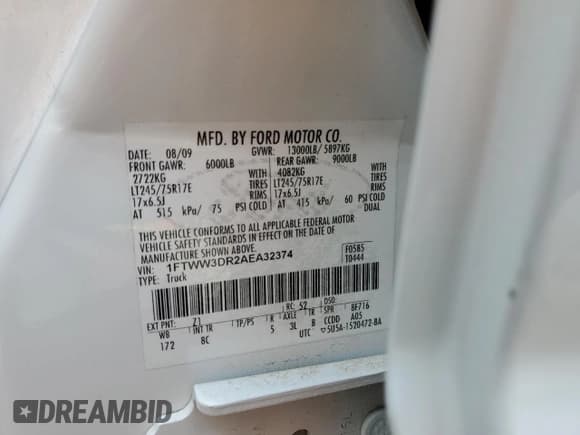 MFD. BY FORD MOTOR CO.
DATE: 08/09 GVWR: 13000LB/ 5897KG
FRONT GAWR: 6000LB REAR GAWR: 9000LB
2722KG WITH 4082KG WITH
LT245/75R17E TIRES LT245/75R17E TIRES
17x6.5J RIMS 17x6.5J RIMS
AT 515 kPa/ 75 PSI COLD AT 415 kPa/ 60 PSI COLD
DUAL
THIS VEHICLE CONFORMS TO ALL APPLICABLE FEDERAL MOTOR
VEHICLE SAFETY STANDARDS IN EFFECT ON THE DATE OF
MANUFACTURE SHOWN ABOVE.
VIN: 1FTWW3DR2AEA32374
TYPE: Truck
F0585
T0444
RC: 52 DSO:
EXT PNT: Z1
WB INT TR TP/PS R AXLE TR SPR BF716
172 8C 5 3L B CCDD A05
UTC ▽5U5A-1520472-BA
DREAMBID